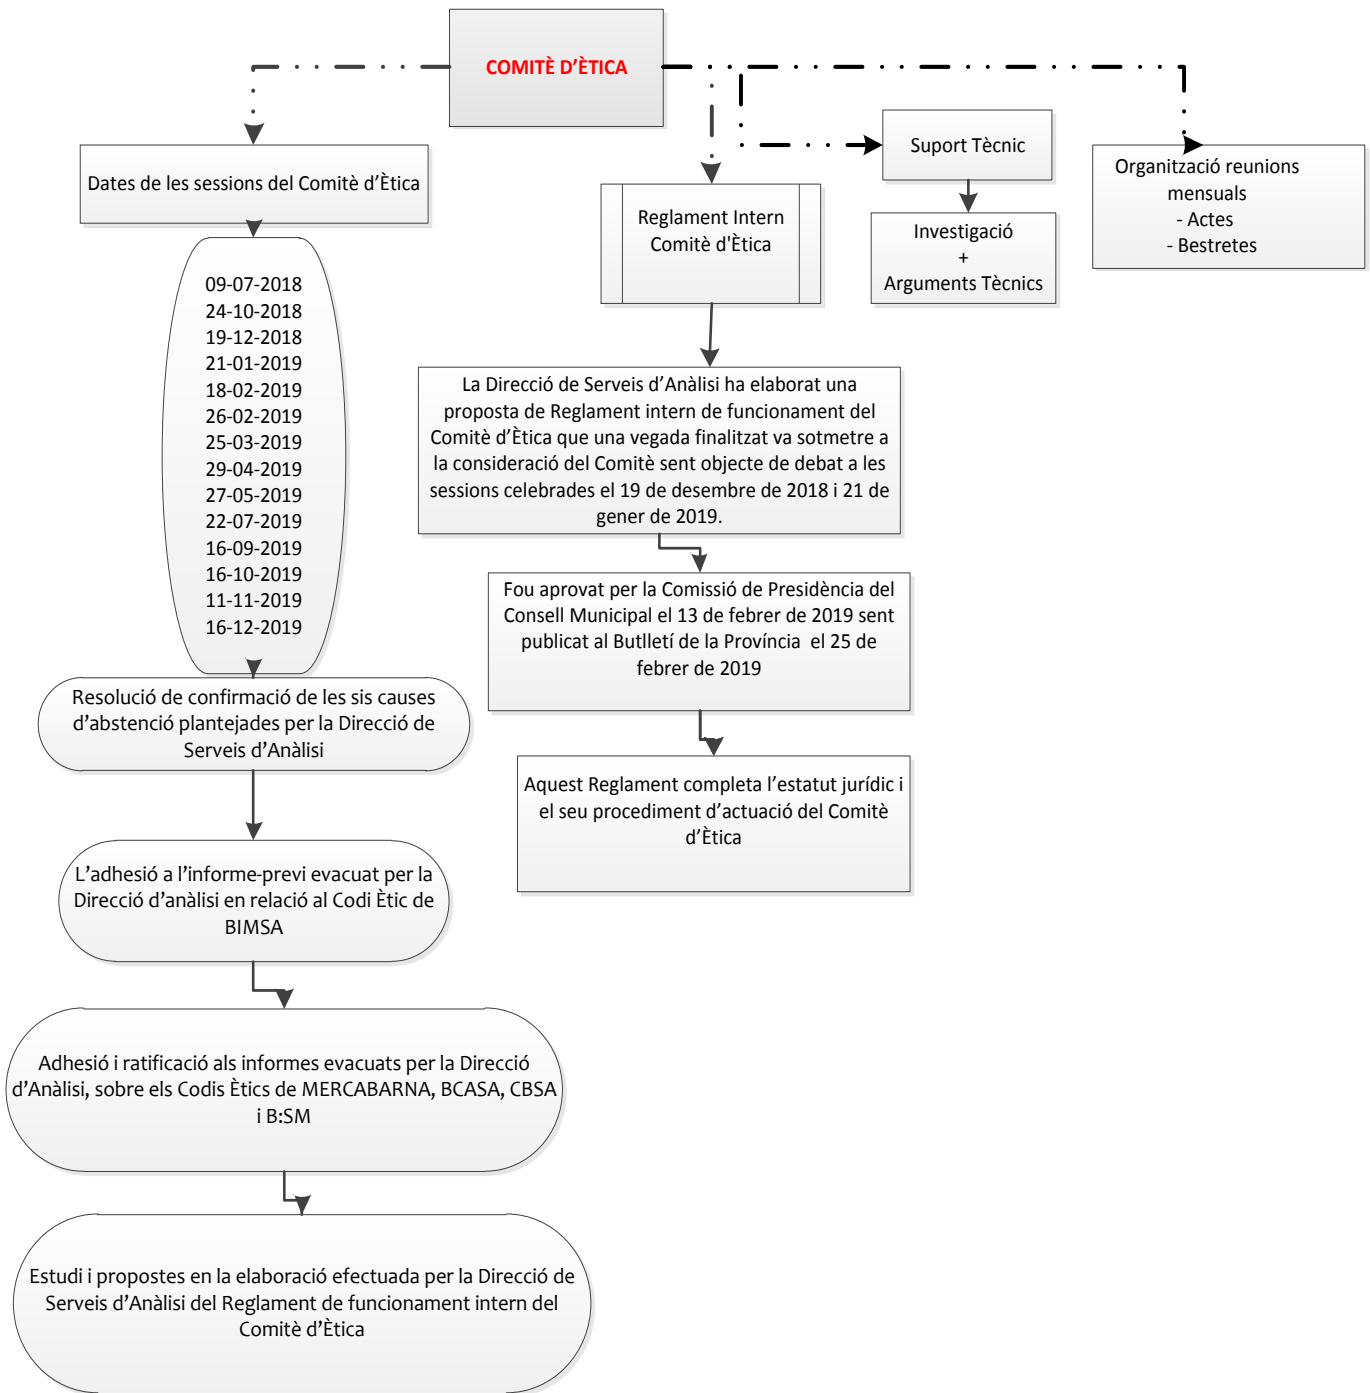 COMITÈ D’ÈTICA
Dates de les sessions del Comitè d’Ètica
09-07-2018
24-10-2018
19-12-2018
21-01-2019
18-02-2019
26-02-2019
25-03-2019
29-04-2019
27-05-2019
22-07-2019
16-09-2019
16-10-2019
11-11-2019
16-12-2019
Resolució de confirmació de les sis causes
d’abstenció plantejades per la Direcció de
Serveis d’Anàlisi
L’adhesió a l’informe-previ evacuat per la
Direcció d’anàlisi en relació al Codi Ètic de
BIMSA
Adhesió i ratificació als informes evacuats per la Direcció
d’Anàlisi, sobre els Codis Ètics de MERCABARNA, BCASA, CBSA
i B:SM
Estudi i propostes en la elaboració efectuada per la Direcció de
Serveis d’Anàlisi del Reglament de funcionament intern del
Comitè d’Ètica
Reglament Intern
Comitè d'Ètica
La Direcció de Serveis d’Anàlisi ha elaborat una
proposta de Reglament intern de funcionament del
Comitè d’Ètica que una vegada finalitzat va sotmetre a
la consideració del Comitè sent objecte de debat a les
sessions celebrades el 19 de desembre de 2018 i 21 de
gener de 2019.
Fou aprovat per la Comissió de Presidència del
Consell Municipal el 13 de febrer de 2019 sent
publicat al Butlletí de la Província el 25 de
febrer de 2019
Aquest Reglament completa l’estatut jurídic i
el seu procediment d’actuació del Comitè
d’Ètica
Suport Tècnic
Investigació
+
Arguments Tècnics
Organització reunions
mensuals
- Actes
- Bestretes